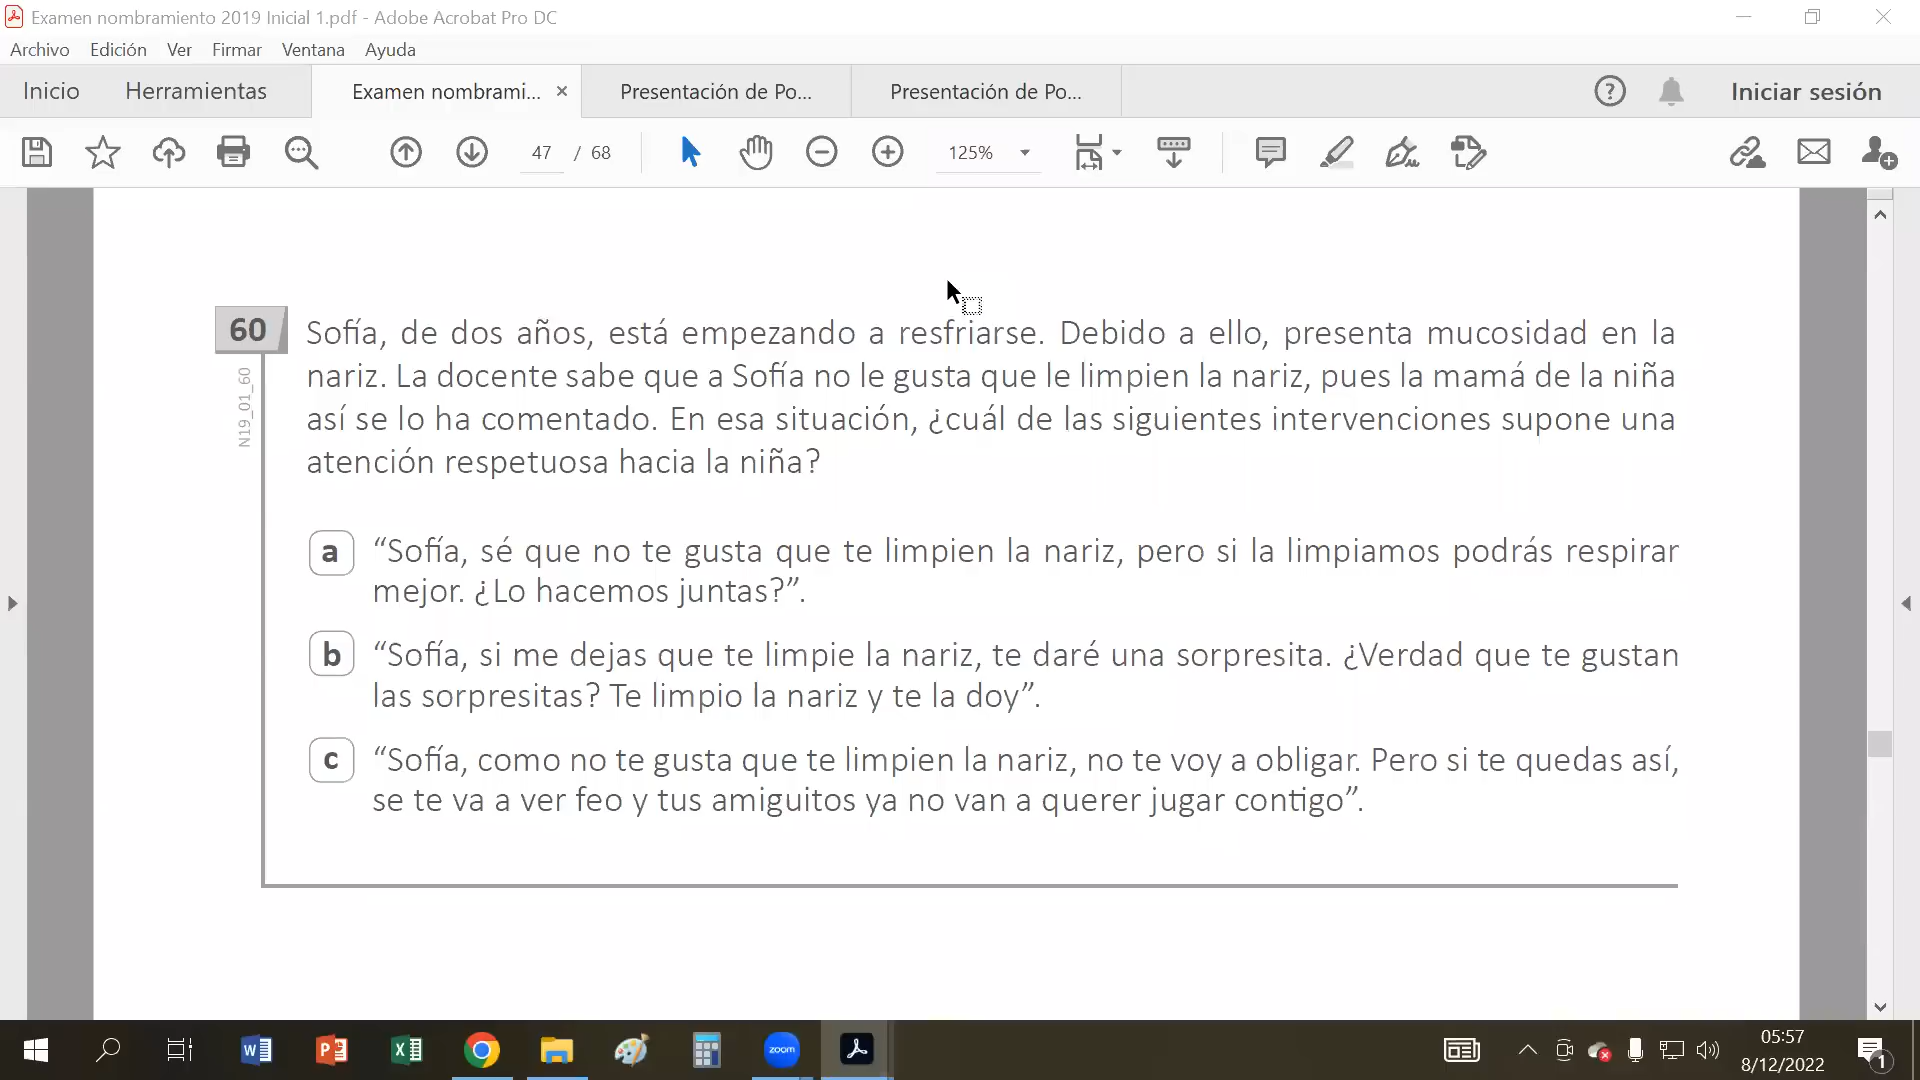 Examen nombramiento 2019 Inicial 1.pdf - Adobe Acrobat Pro DC
Archivo Edición Ver Firmar Ventana Ayuda
Inicio Herramientas Examen nombrami... × Presentación de Po... Presentación de Po... Iniciar sesión
47 / 68 125%
60 Sofía, de dos años, está empezando a resfriarse. Debido a ello, presenta mucosidad en la
nariz. La docente sabe que a Sofía no le gusta que le limpien la nariz, pues la mamá de la niña
así se lo ha comentado. En esa situación, ¿cuál de las siguientes intervenciones supone una
atención respetuosa hacia la niña?
N19_01_60
a “Sofía, sé que no te gusta que te limpien la nariz, pero si la limpiamos podrás respirar
mejor. ¿Lo hacemos juntas?”.
b “Sofía, si me dejas que te limpie la nariz, te daré una sorpresita. ¿Verdad que te gustan
las sorpresitas? Te limpio la nariz y te la doy”.
c “Sofía, como no te gusta que te limpien la nariz, no te voy a obligar. Pero si te quedas así,
se te va a ver feo y tus amiguitos ya no van a querer jugar contigo”.
zoom
05:57
8/12/2022
1